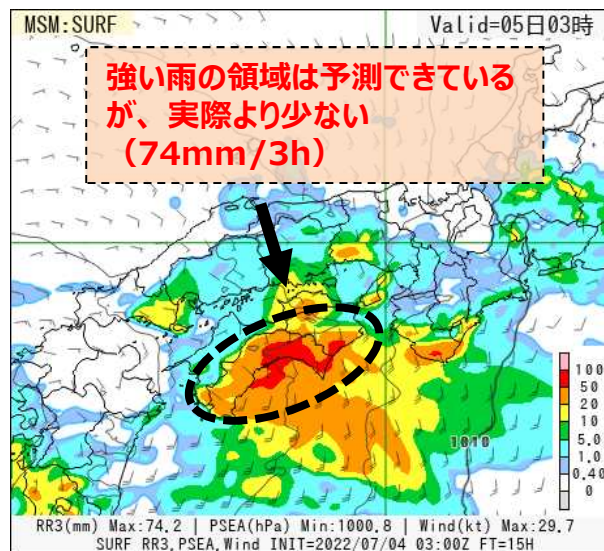 MSM:SURF
Valid=05日03時
強い雨の領域は予測できている
が、実際より少ない
（74mm/3h）
1010
100
50
20
10
5.0
1.0
0.40
0
RR3(mm) Max:74.2 | PSEA(hPa) Min:1000.8 | Wind(kt) Max:29.7
SURF RR3,PSEA,Wind INIT=2022/07/04 03:00Z FT=15H